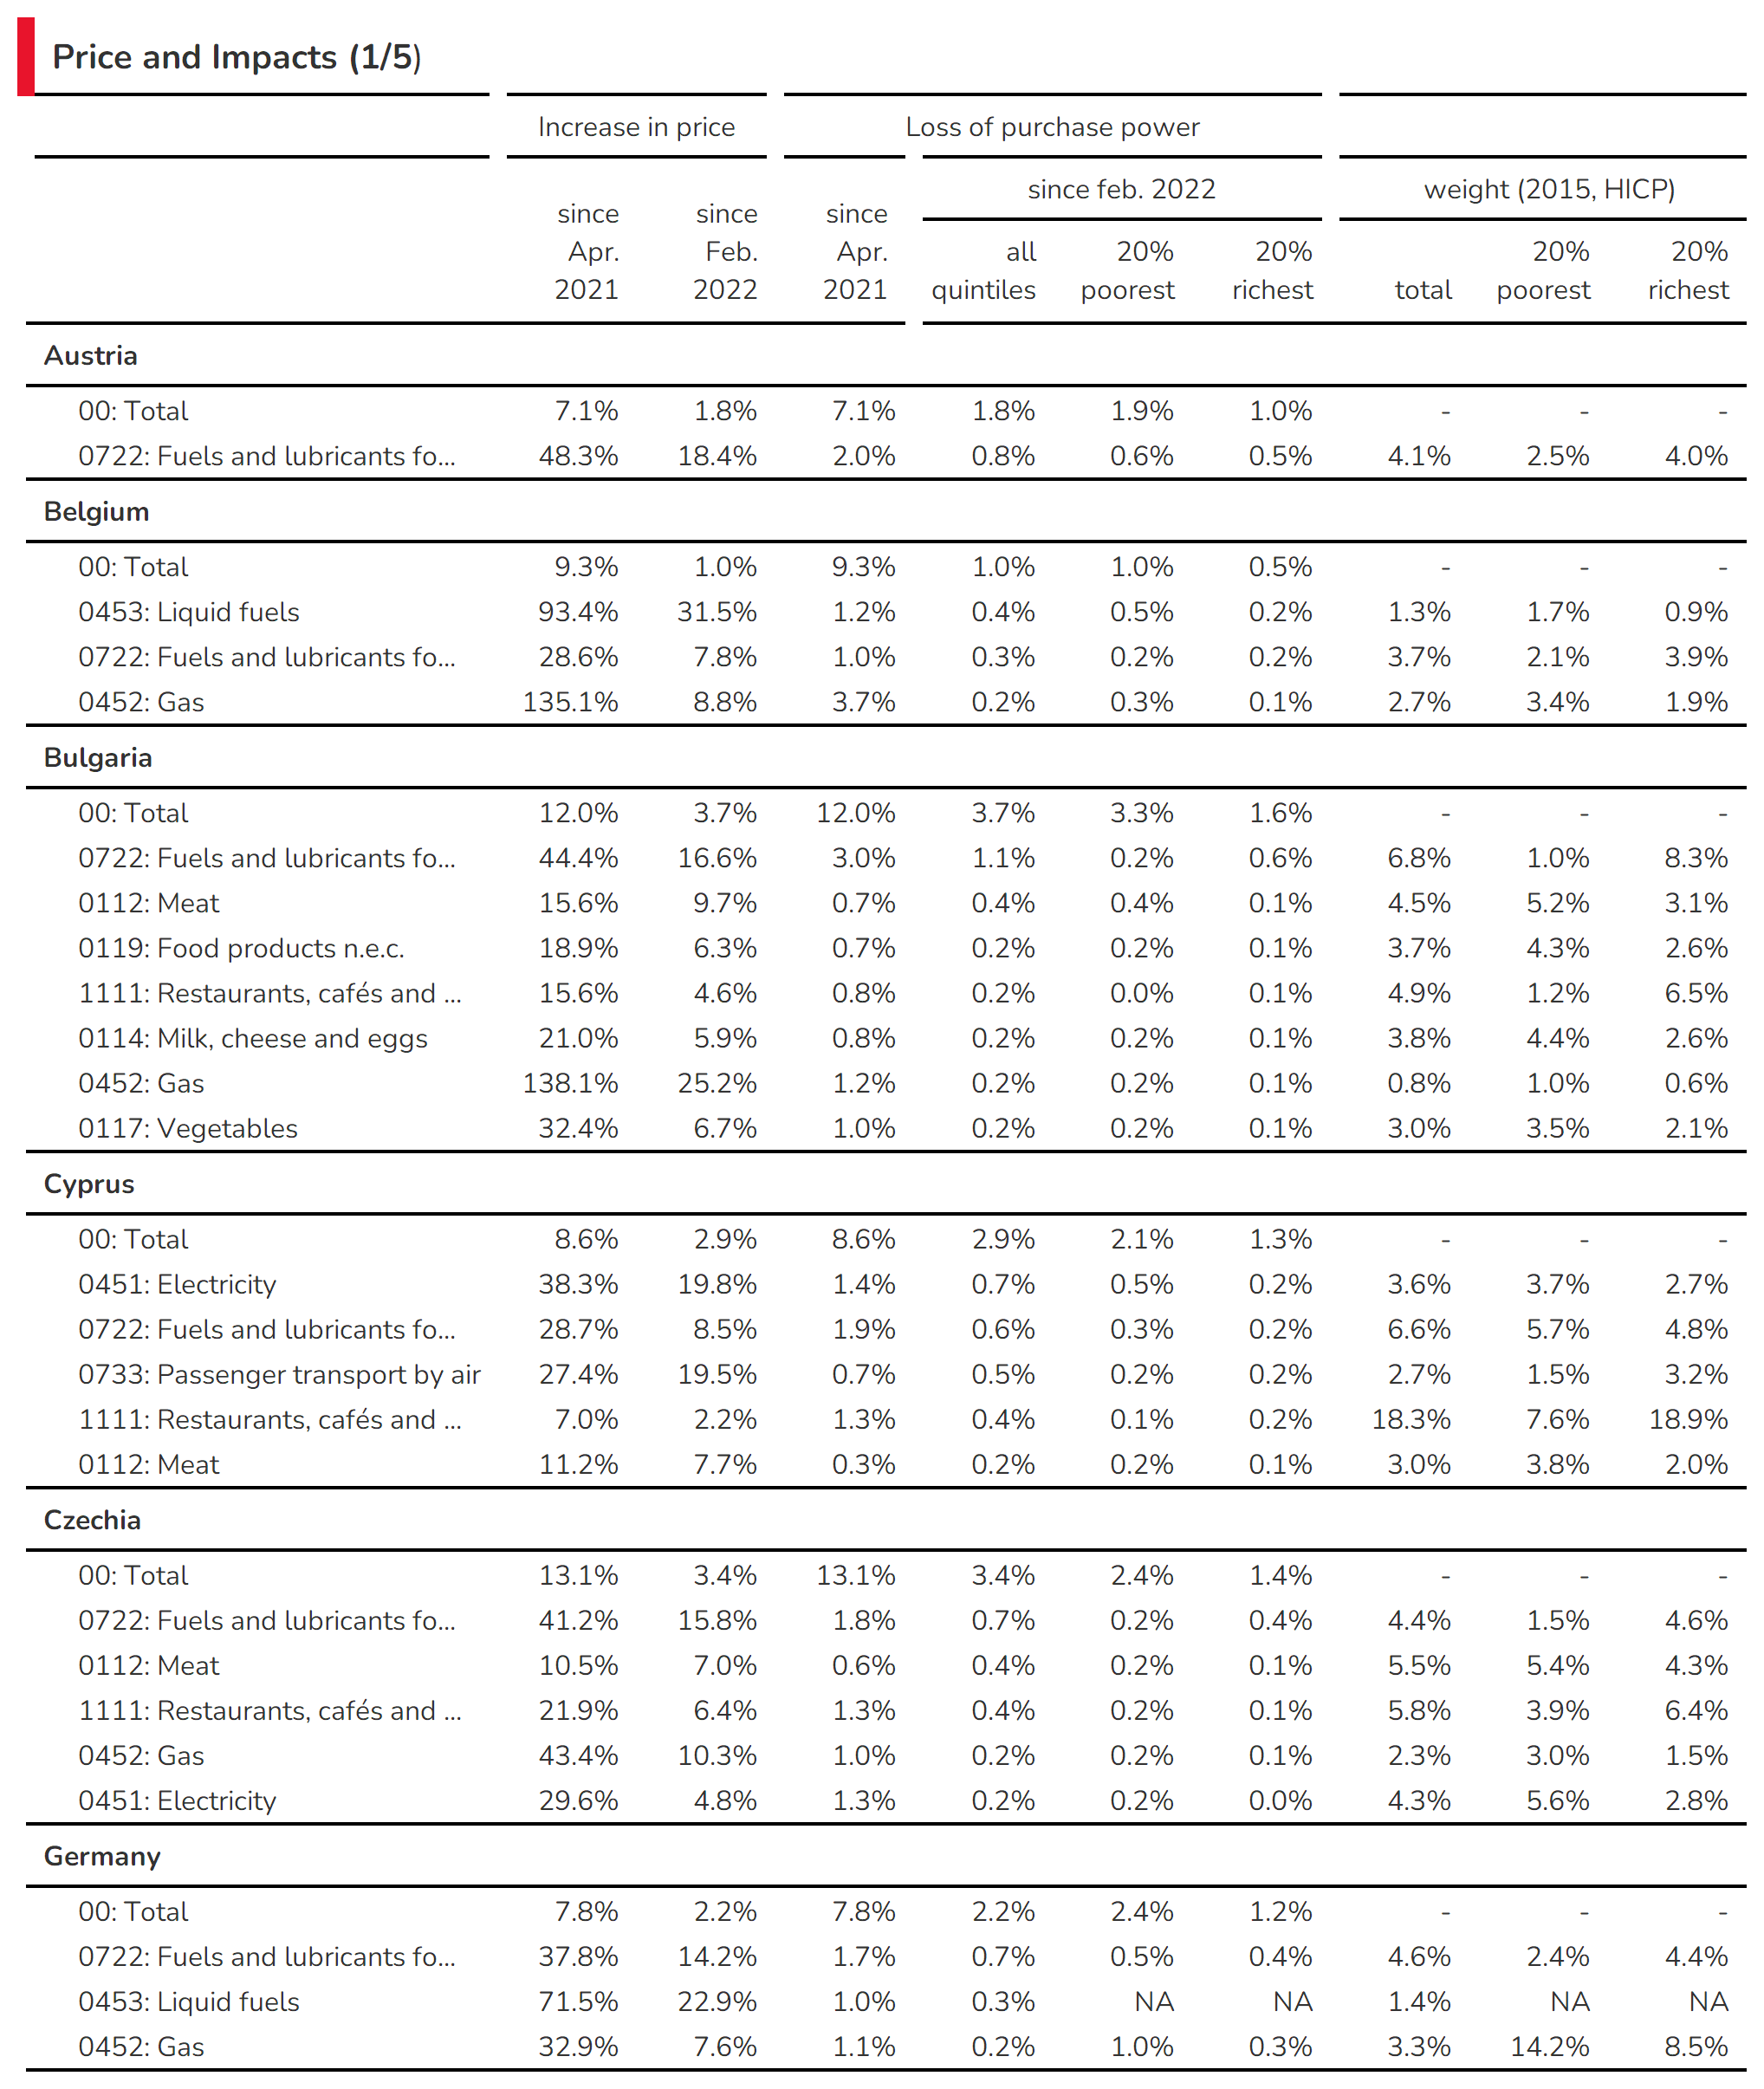 Price and Impacts (1/5)
Increase in price Loss of purchase power
since feb. 2022 weight (2015, HICP)
since since since
Apr. Feb. Apr. all 20% 20% 20% 20%
2021 2022 2021 quintiles poorest richest total poorest richest
Austria
00: Total 7.1% 1.8% 7.1% 1.8% 1.9% 1.0% - - -
0722: Fuels and lubricants fo... 48.3% 18.4% 2.0% 0.8% 0.6% 0.5% 4.1% 2.5% 4.0%
Belgium
00: Total 9.3% 1.0% 9.3% 1.0% 1.0% 0.5% - - -
0453: Liquid fuels 93.4% 31.5% 1.2% 0.4% 0.5% 0.2% 1.3% 1.7% 0.9%
0722: Fuels and lubricants fo... 28.6% 7.8% 1.0% 0.3% 0.2% 0.2% 3.7% 2.1% 3.9%
0452: Gas 135.1% 8.8% 3.7% 0.2% 0.3% 0.1% 2.7% 3.4% 1.9%
Bulgaria
00: Total 12.0% 3.7% 12.0% 3.7% 3.3% 1.6% - - -
0722: Fuels and lubricants fo... 44.4% 16.6% 3.0% 1.1% 0.2% 0.6% 6.8% 1.0% 8.3%
0112: Meat 15.6% 9.7% 0.7% 0.4% 0.4% 0.1% 4.5% 5.2% 3.1%
0119: Food products n.e.c. 18.9% 6.3% 0.7% 0.2% 0.2% 0.1% 3.7% 4.3% 2.6%
1111: Restaurants, cafés and ... 15.6% 4.6% 0.8% 0.2% 0.0% 0.1% 4.9% 1.2% 6.5%
0114: Milk, cheese and eggs 21.0% 5.9% 0.8% 0.2% 0.2% 0.1% 3.8% 4.4% 2.6%
0452: Gas 138.1% 25.2% 1.2% 0.2% 0.2% 0.1% 0.8% 1.0% 0.6%
0117: Vegetables 32.4% 6.7% 1.0% 0.2% 0.2% 0.1% 3.0% 3.5% 2.1%
Cyprus
00: Total 8.6% 2.9% 8.6% 2.9% 2.1% 1.3% - - -
0451: Electricity 38.3% 19.8% 1.4% 0.7% 0.5% 0.2% 3.6% 3.7% 2.7%
0722: Fuels and lubricants fo... 28.7% 8.5% 1.9% 0.6% 0.3% 0.2% 6.6% 5.7% 4.8%
0733: Passenger transport by air 27.4% 19.5% 0.7% 0.5% 0.2% 0.2% 2.7% 1.5% 3.2%
1111: Restaurants, cafés and ... 7.0% 2.2% 1.3% 0.4% 0.1% 0.2% 18.3% 7.6% 18.9%
0112: Meat 11.2% 7.7% 0.3% 0.2% 0.2% 0.1% 3.0% 3.8% 2.0%
Czechia
00: Total 13.1% 3.4% 13.1% 3.4% 2.4% 1.4% - - -
0722: Fuels and lubricants fo... 41.2% 15.8% 1.8% 0.7% 0.2% 0.4% 4.4% 1.5% 4.6%
0112: Meat 10.5% 7.0% 0.6% 0.4% 0.2% 0.1% 5.5% 5.4% 4.3%
1111: Restaurants, cafés and ... 21.9% 6.4% 1.3% 0.4% 0.2% 0.1% 5.8% 3.9% 6.4%
0452: Gas 43.4% 10.3% 1.0% 0.2% 0.2% 0.1% 2.3% 3.0% 1.5%
0451: Electricity 29.6% 4.8% 1.3% 0.2% 0.2% 0.0% 4.3% 5.6% 2.8%
Germany
00: Total 7.8% 2.2% 7.8% 2.2% 2.4% 1.2% - - -
0722: Fuels and lubricants fo... 37.8% 14.2% 1.7% 0.7% 0.5% 0.4% 4.6% 2.4% 4.4%
0453: Liquid fuels 71.5% 22.9% 1.0% 0.3% NA NA 1.4% NA NA
0452: Gas 32.9% 7.6% 1.1% 0.2% 1.0% 0.3% 3.3% 14.2% 8.5%